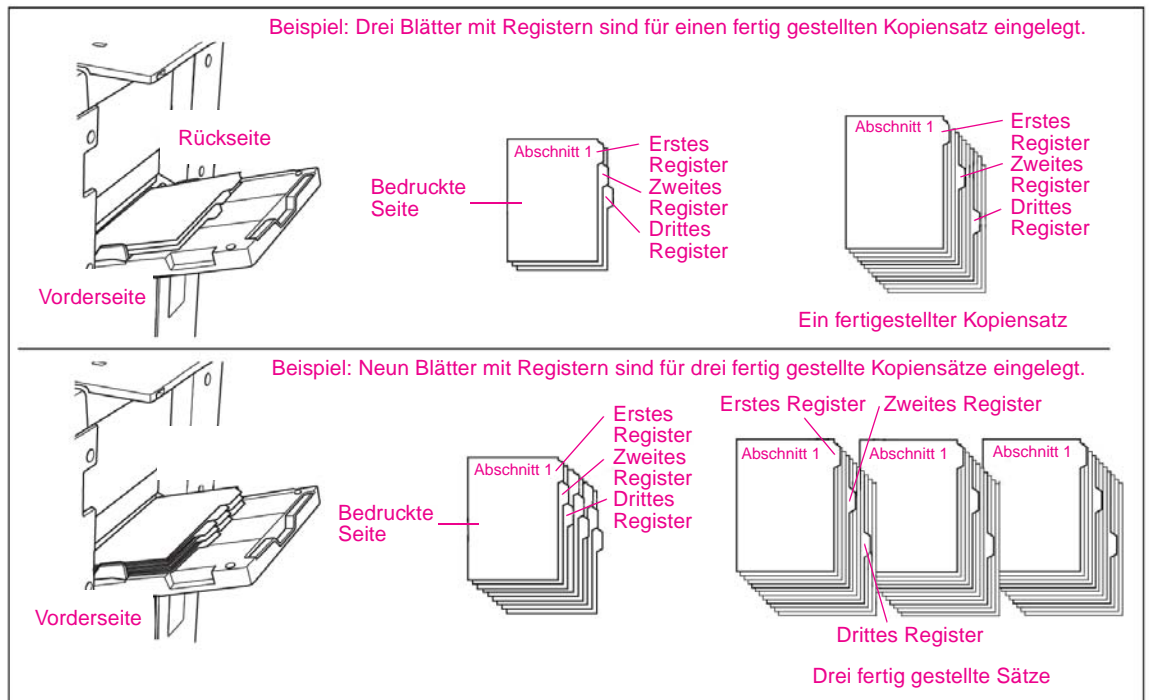 Beispiel: Drei Blätter mit Registern sind für einen fertig gestellten Kopiensatz eingelegt.
Rückseite
Vorderseite
Bedruckte
Seite
Abschnitt 1
Erstes
Register
Zweites
Register
Drittes
Register
Abschnitt 1
Erstes
Register
Zweites
Register
Drittes
Register
Ein fertigestellter Kopiensatz
Beispiel: Neun Blätter mit Registern sind für drei fertig gestellte Kopiensätze eingelegt.
Vorderseite
Bedruckte
Seite
Abschnitt 1
Erstes
Register
Zweites
Register
Drittes
Register
Erstes Register
Zweites Register
Abschnitt 1
Abschnitt 1
Abschnitt 1
Drittes Register
Drei fertig gestellte Sätze